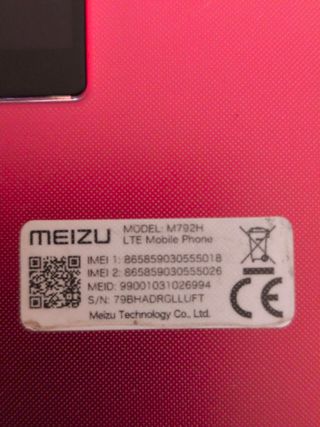 MEIZU
MODEL: M792H
LTE Mobile Phone
IMEI 1: 865859030555018
IMEI 2: 865859030555026
MEID: 99001031026994
S/N: 79BHADRGLLUFT
Meizu Technology Co., Ltd.
CE